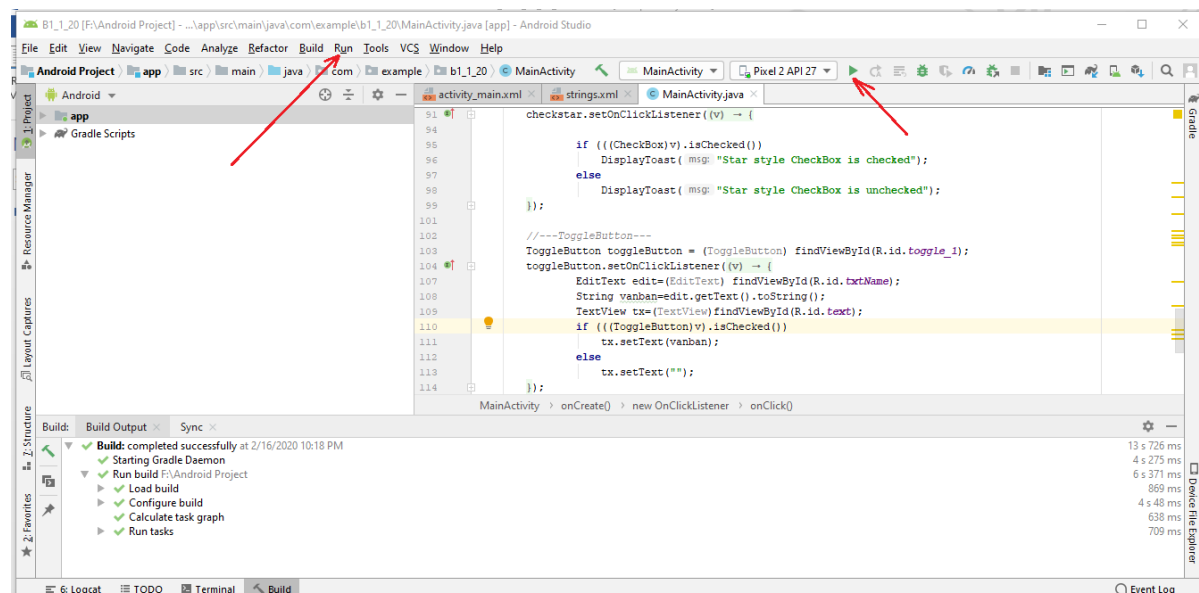 B1_1_20 [F:\Android Project] - ...\app\src\main\java\com\example\b1_1_20\MainActivity.java [app] - Android Studio
File Edit View Navigate Code Analyze Refactor Build Run Tools VCS Window Help
Android Project app src main java com example b1_1_20 MainActivity MainActivity Pixel 2 API 27
1: Project
Resource Manager
Layout Captures
Z: Structure
2: Favorites
Android
app
Gradle Scripts
activity_main.xml strings.xml MainActivity.java
91 checkstar.setOnClickListener((v) → {
94
95 if (((CheckBox)v).isChecked())
96 DisplayToast( msg: "Star style CheckBox is checked");
97 else
98 DisplayToast( msg: "Star style CheckBox is unchecked");
99 });
101
102 //---ToggleButton---
103 ToggleButton toggleButton = (ToggleButton) findViewById(R.id.toggle_1);
104 toggleButton.setOnClickListener((v) → {
107 EditText edit=(EditText) findViewById(R.id.txtName);
108 String vanban=edit.getText().toString();
109 TextView tx=(TextView)findViewById(R.id.text);
110 if (((ToggleButton)v).isChecked())
111 tx.setText(vanban);
112 else
113 tx.setText("");
114 });
MainActivity › onCreate() › new OnClickListener › onClick()
Gradle
Device File Explorer
Build: Build Output Sync
Build: completed successfully at 2/16/2020 10:18 PM 13 s 726 ms
Starting Gradle Daemon 4 s 275 ms
Run build F:\Android Project 6 s 371 ms
Load build 869 ms
Configure build 4 s 48 ms
Calculate task graph 638 ms
Run tasks 709 ms
6: Logcat TODO Terminal Build Event Log